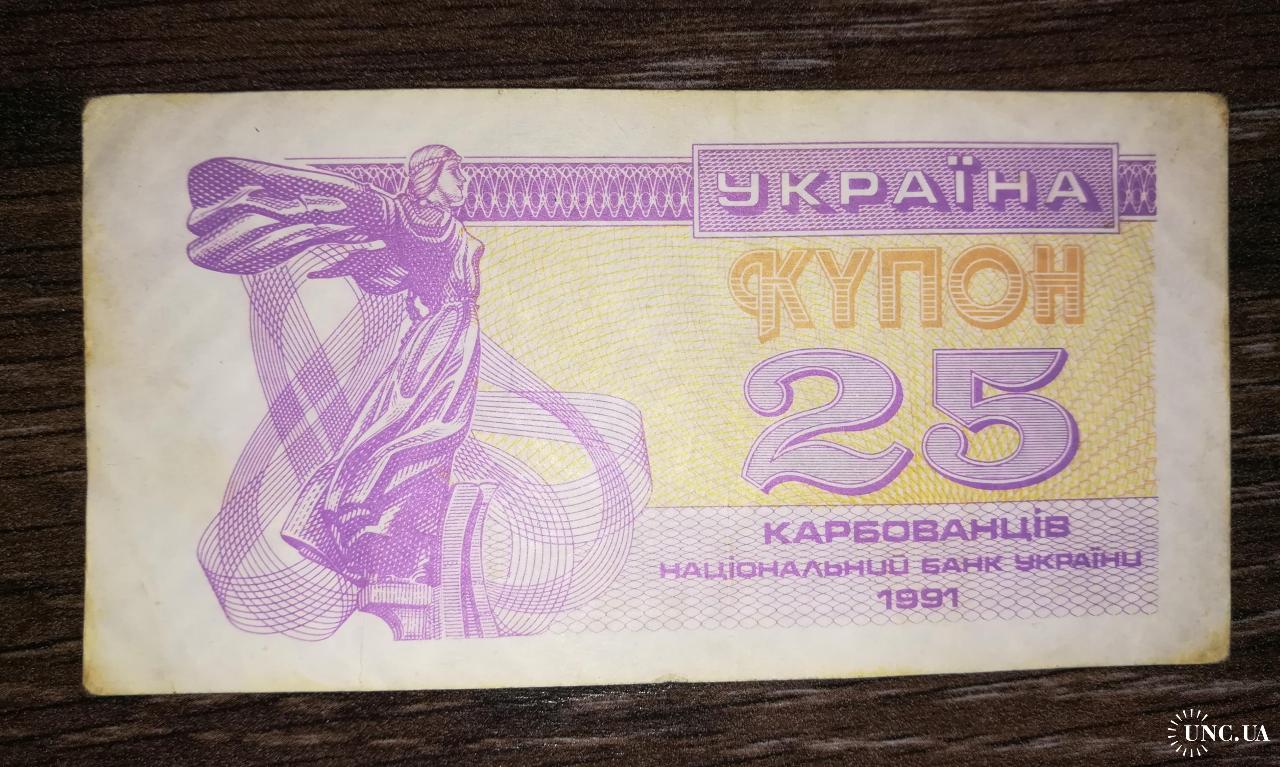 УКРАЇНА
КУПОН
25
КАРБОВАНЦІВ
НАЦІОНАЛЬНИЙ БАНК УКРАЇНИ
1991
UNC.UA